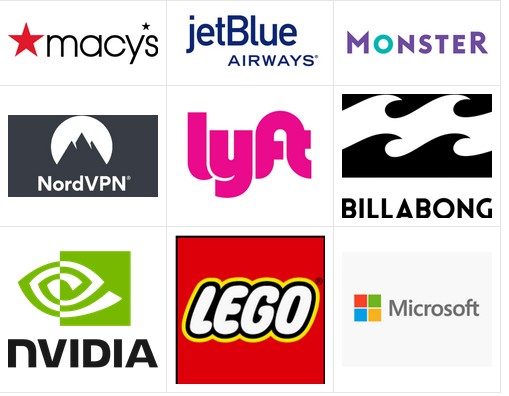 macy's
jetBlue
AIRWAYS®
MONSTER
NordVPN®
lyft
BILLABONG
NVIDIA
LEGO
Microsoft